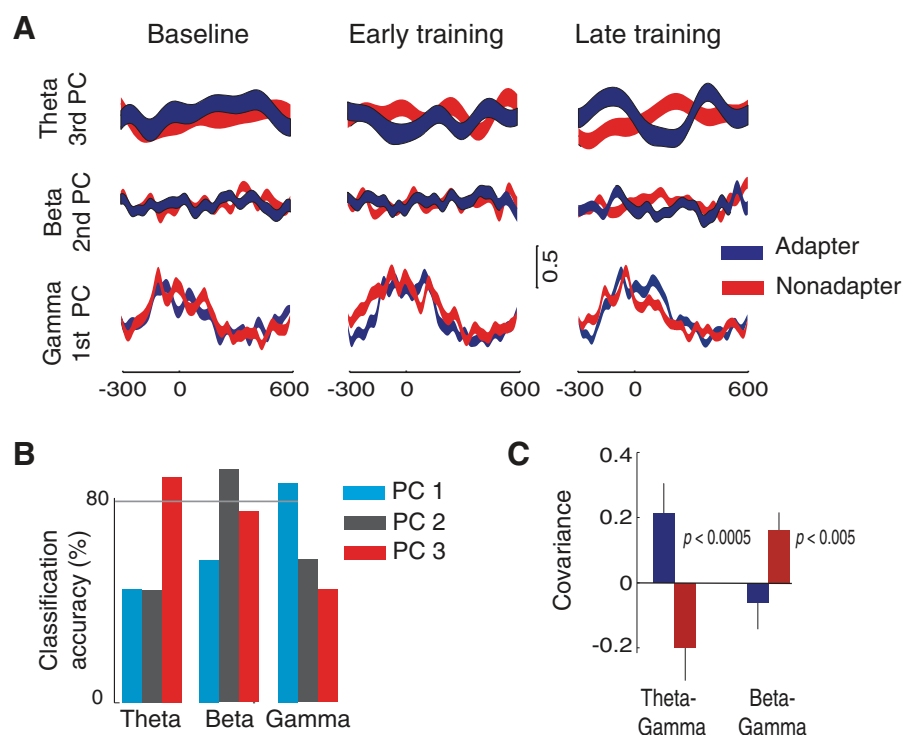 A
Baseline
Early training
Late training
Theta
3rd PC
Beta
2nd PC
Gamma
1st PC
0.5
Adapter
Nonadapter
-300 0 600
-300 0 600
-300 0 600
B
Classification
accuracy (%)
80
0
PC 1
PC 2
PC 3
Theta Beta Gamma
C
Covariance
0.4
0.2
0
-0.2
p < 0.0005
p < 0.005
Theta-
Gamma
Beta-
Gamma